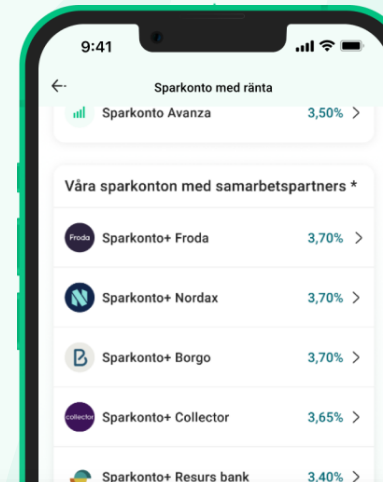 9:41
Sparkonto med ränta
Sparkonto Avanza 3,50%
Våra sparkonton med samarbetspartners *
Froda Sparkonto+ Froda 3,70%
Sparkonto+ Nordax 3,70%
Sparkonto+ Borgo 3,70%
collector Sparkonto+ Collector 3,65%
Sparkonto+ Resurs bank 3,40%